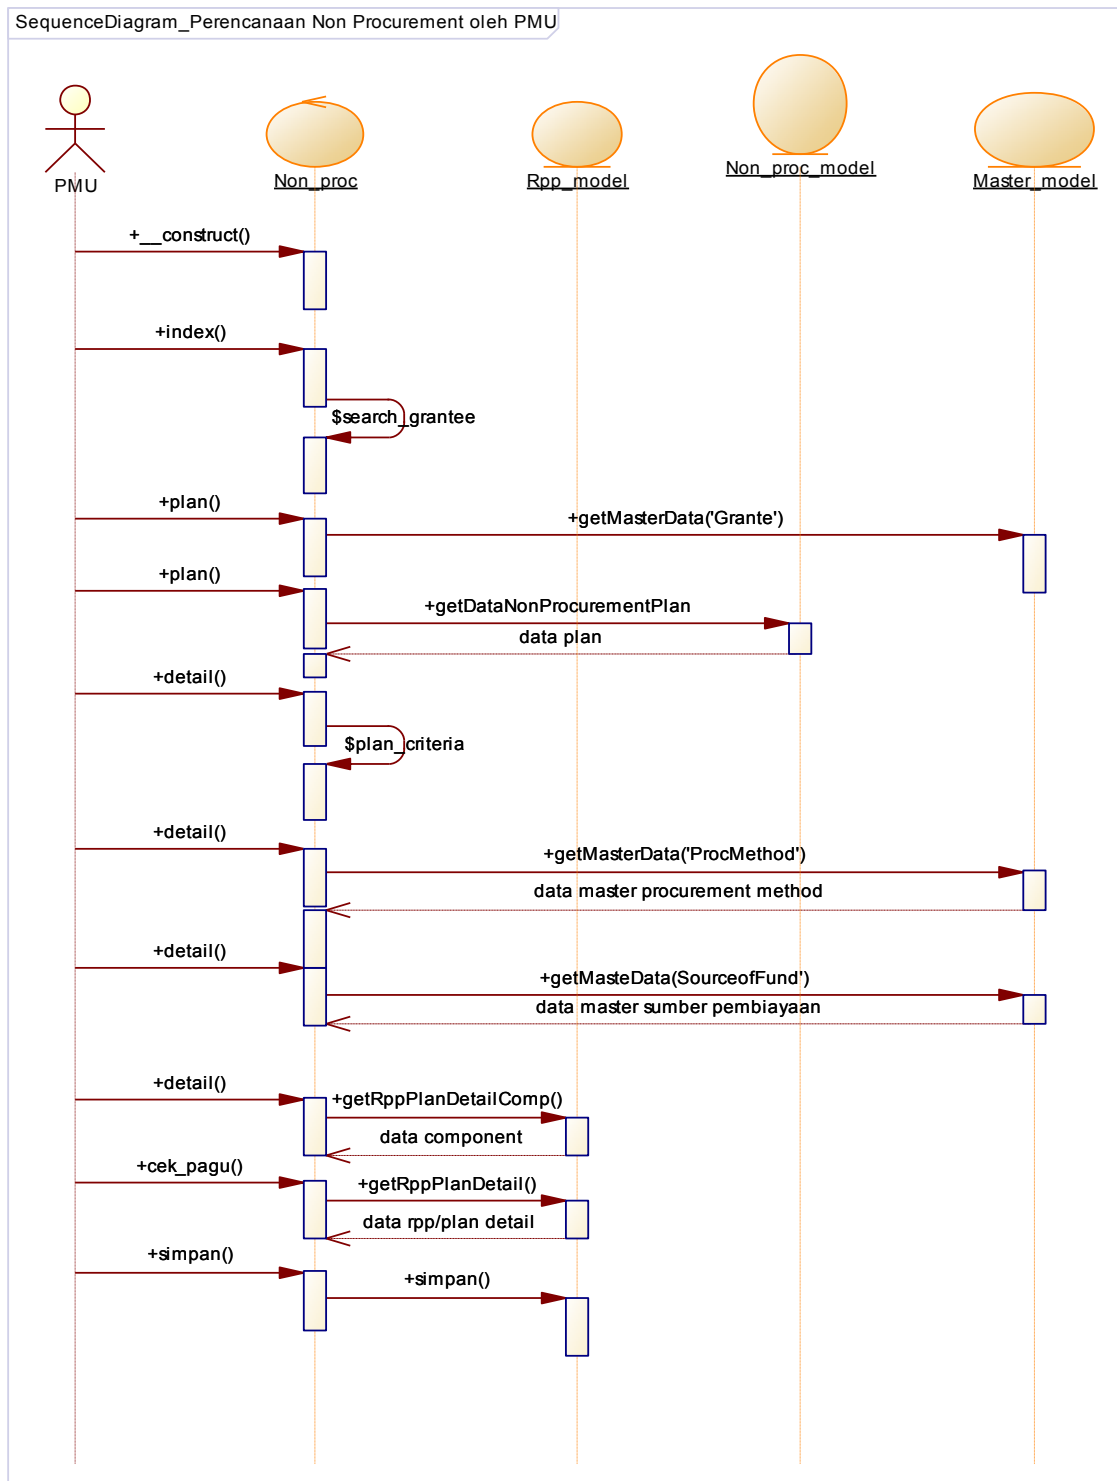 SequenceDiagram_Perencanaan Non Procurement oleh PMU
PMU
Non_proc
Rpp_model
Non_proc_model
Master_model
+__construct()
+index()
$search_grantee
+plan()
+getMasterData('Grante')
+plan()
+getDataNonProcurementPlan
data plan
+detail()
$plan_criteria
+detail()
+getMasterData('ProcMethod')
data master procurement method
+detail()
+getMasteData(SourceofFund')
data master sumber pembiayaan
+detail()
+getRppPlanDetailComp()
data component
+cek_pagu()
+getRppPlanDetail()
data rpp/plan detail
+simpan()
+simpan()